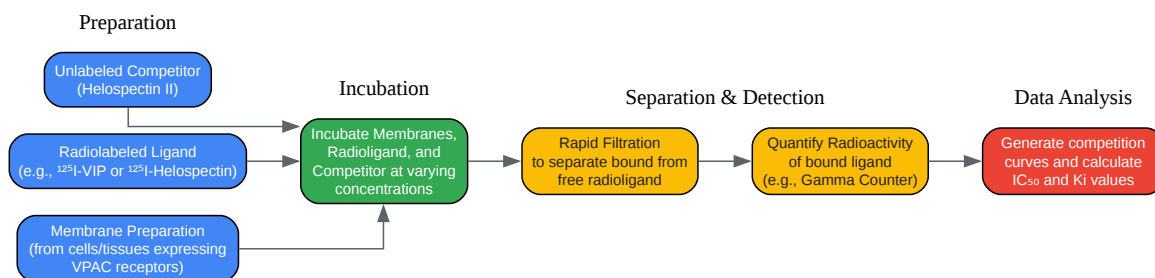 Preparation
Unlabeled Competitor
(Helospectin II)
Radiolabeled Ligand
(e.g., ¹²⁵I-VIP or ¹²⁵I-Helospectin)
Membrane Preparation
(from cells/tissues expressing
VPAC receptors)
Incubation
Incubate Membranes,
Radioligand, and
Competitor at varying
concentrations
Separation & Detection
Rapid Filtration
to separate bound from
free radioligand
Quantify Radioactivity
of bound ligand
(e.g., Gamma Counter)
Data Analysis
Generate competition
curves and calculate
IC₅₀ and Ki values